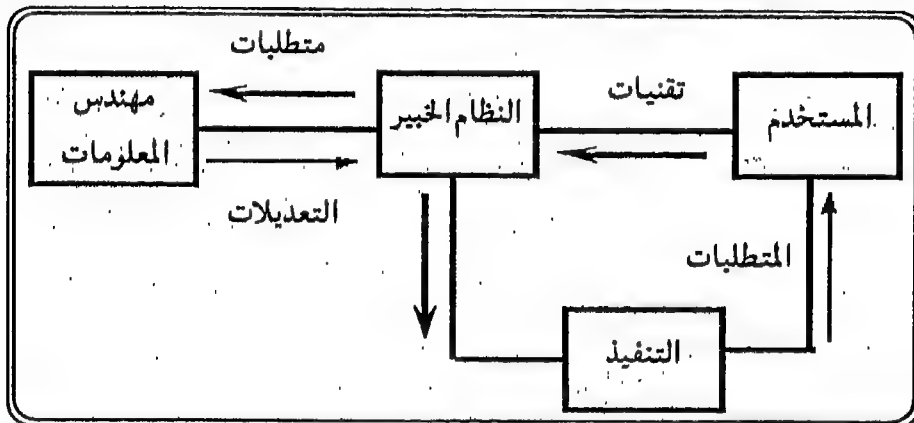 متطلبات
المستخدم
تقنيات
النظام الخبير
مهندس
المعلومات
التعديلات
المتطلبات
التنفيذ